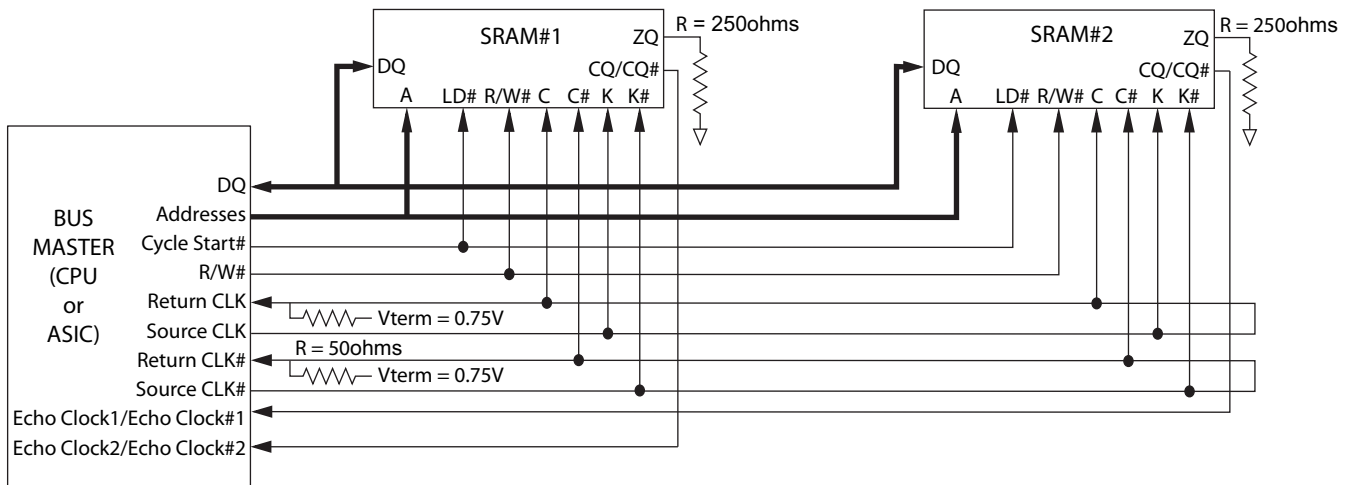 SRAM#1
ZQ
R = 250ohms
CQ/CQ#
DQ
A LD# R/W# C C# K K#
SRAM#2
ZQ
R = 250ohms
CQ/CQ#
DQ
A LD# R/W# C C# K K#
BUS
MASTER
(CPU
or
ASIC)
DQ
Addresses
Cycle Start#
R/W#
Return CLK
Vterm = 0.75V
Source CLK
Return CLK#
R = 50ohms
Vterm = 0.75V
Source CLK#
Echo Clock1/Echo Clock#1
Echo Clock2/Echo Clock#2